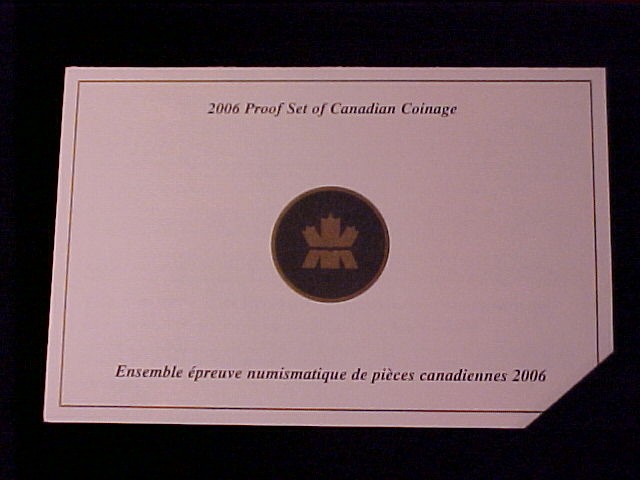 2006 Proof Set of Canadian Coinage
Ensemble épreuve numismatique de pièces canadiennes 2006